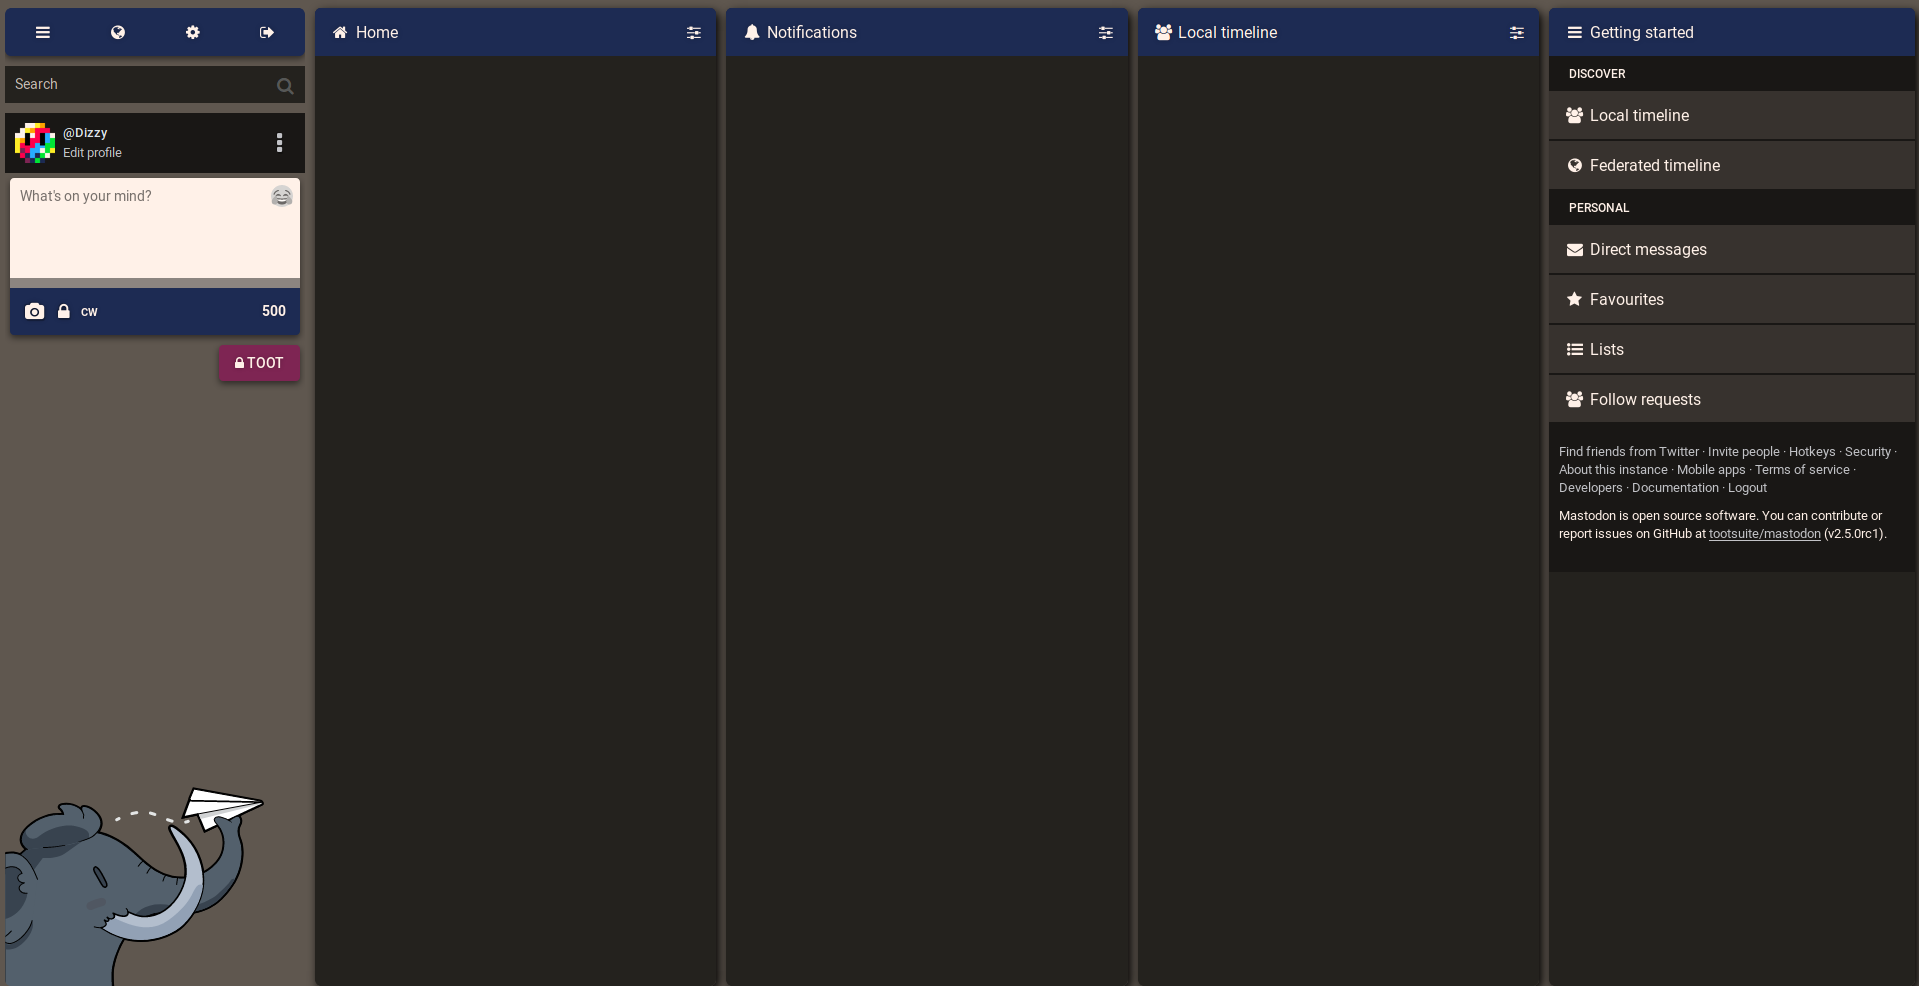 Search
@Dizzy
Edit profile
What's on your mind?
CW
500
TOOT
Home
Notifications
Local timeline
Getting started
DISCOVER
Local timeline
Federated timeline
PERSONAL
Direct messages
Favourites
Lists
Follow requests
Find friends from Twitter · Invite people · Hotkeys · Security ·
About this instance · Mobile apps · Terms of service ·
Developers · Documentation · Logout
Mastodon is open source software. You can contribute or
report issues on GitHub at tootsuite/mastodon (v2.5.0rc1).